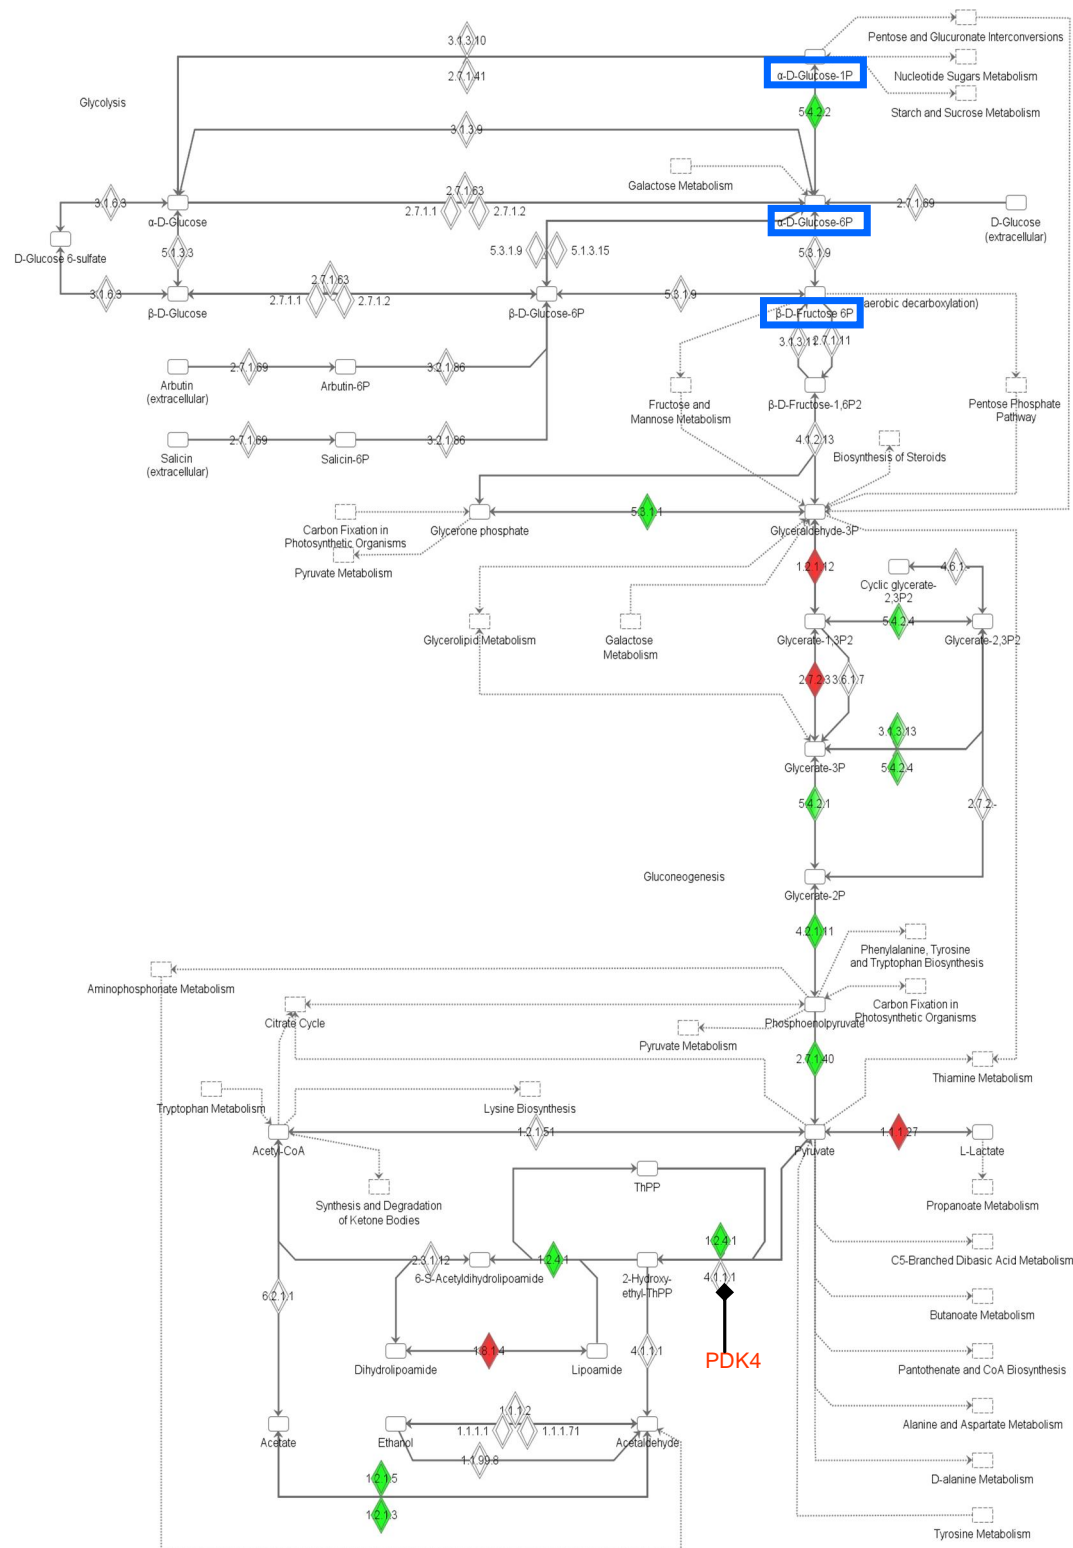 Pentose and Glucuronate Interconversions
3.1.3.10
α-D-Glucose-1P
Nucleotide Sugars Metabolism
2.7.1.41
Glycolysis
5.4.2.2
Starch and Sucrose Metabolism
3.1.3.9
Galactose Metabolism
2.7.1.63
3.1.6.3
2.7.1.1
2.7.1.2
2.7.1.69
α-D-Glucose
α-D-Glucose-6P
D-Glucose
(extracellular)
D-Glucose 6-sulfate
5.1.3.3
5.3.1.9
5.1.3.15
5.3.1.9
2.7.1.63
3.1.6.3
2.7.1.1
2.7.1.2
5.3.1.9
β-D-Glucose
β-D-Glucose-6P
β-D-Fructose 6P
aerobic decarboxylation)
3.1.3.11
2.7.1.11
2.7.1.69
3.2.1.86
Arbutin
(extracellular)
Arbutin-6P
Fructose and
Mannose Metabolism
β-D-Fructose-1,6P2
Pentose Phosphate
Pathway
2.7.1.69
3.2.1.86
4.1.2.13
Salicin
(extracellular)
Salicin-6P
Biosynthesis of Steroids
5.3.1.1
Carbon Fixation in
Photosynthetic Organisms
Glycerone phosphate
Glyceraldehyde-3P
Pyruvate Metabolism
1.2.1.12
4.6.1.-
Cyclic glycerate-
2,3P2
5.4.2.4
Glycerolipid Metabolism
Galactose
Metabolism
Glycerate-1,3P2
Glycerate-2,3P2
2.7.2.3
3.6.1.7
3.1.3.13
Glycerate-3P
5.4.2.4
5.4.2.1
2.7.2.-
Gluconeogenesis
Glycerate-2P
4.2.1.11
Phenylalanine, Tyrosine
and Tryptophan Biosynthesis
Aminophosphonate Metabolism
Citrate Cycle
Phosphoenolpyruvate
Carbon Fixation in
Photosynthetic Organisms
Pyruvate Metabolism
2.7.1.40
Thiamine Metabolism
Tryptophan Metabolism
Lysine Biosynthesis
1.2.1.51
1.1.1.27
Acetyl-CoA
Pyruvate
L-Lactate
ThPP
Synthesis and Degradation
of Ketone Bodies
Propanoate Metabolism
1.2.4.1
2.3.1.12
1.2.4.1
C5-Branched Dibasic Acid Metabolism
6-S-Acetyldihydrolipoamide
2-Hydroxy-
ethyl-ThPP
4.1.1.1
6.2.1.1
Butanoate Metabolism
1.8.1.4
4.1.1.1
PDK4
Dihydrolipoamide
Lipoamide
Pantothenate and CoA Biosynthesis
1.1.1.2
1.1.1.1
1.1.1.71
Alanine and Aspartate Metabolism
Acetate
Ethanol
Acetaldehyde
1.1.99.8
1.2.1.5
D-alanine Metabolism
1.2.1.3
Tyrosine Metabolism